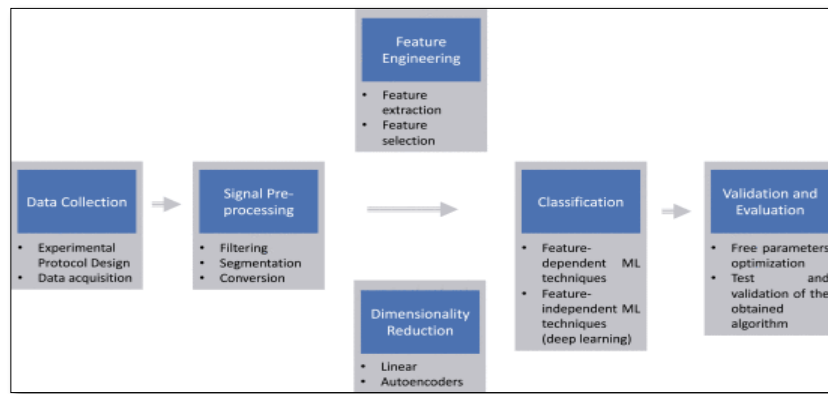 Feature
Engineering
• Feature
extraction
• Feature
selection
Data Collection
• Experimental
Protocol Design
• Data acquisition
Signal Pre-
processing
• Filtering
• Segmentation
• Conversion
Dimensionality
Reduction
• Linear
• Autoencoders
Classification
• Feature-
dependent ML
techniques
• Feature-
independent ML
techniques
(deep learning)
Validation and
Evaluation
• Free parameters
optimization
• Test and
validation of the
obtained
algorithm